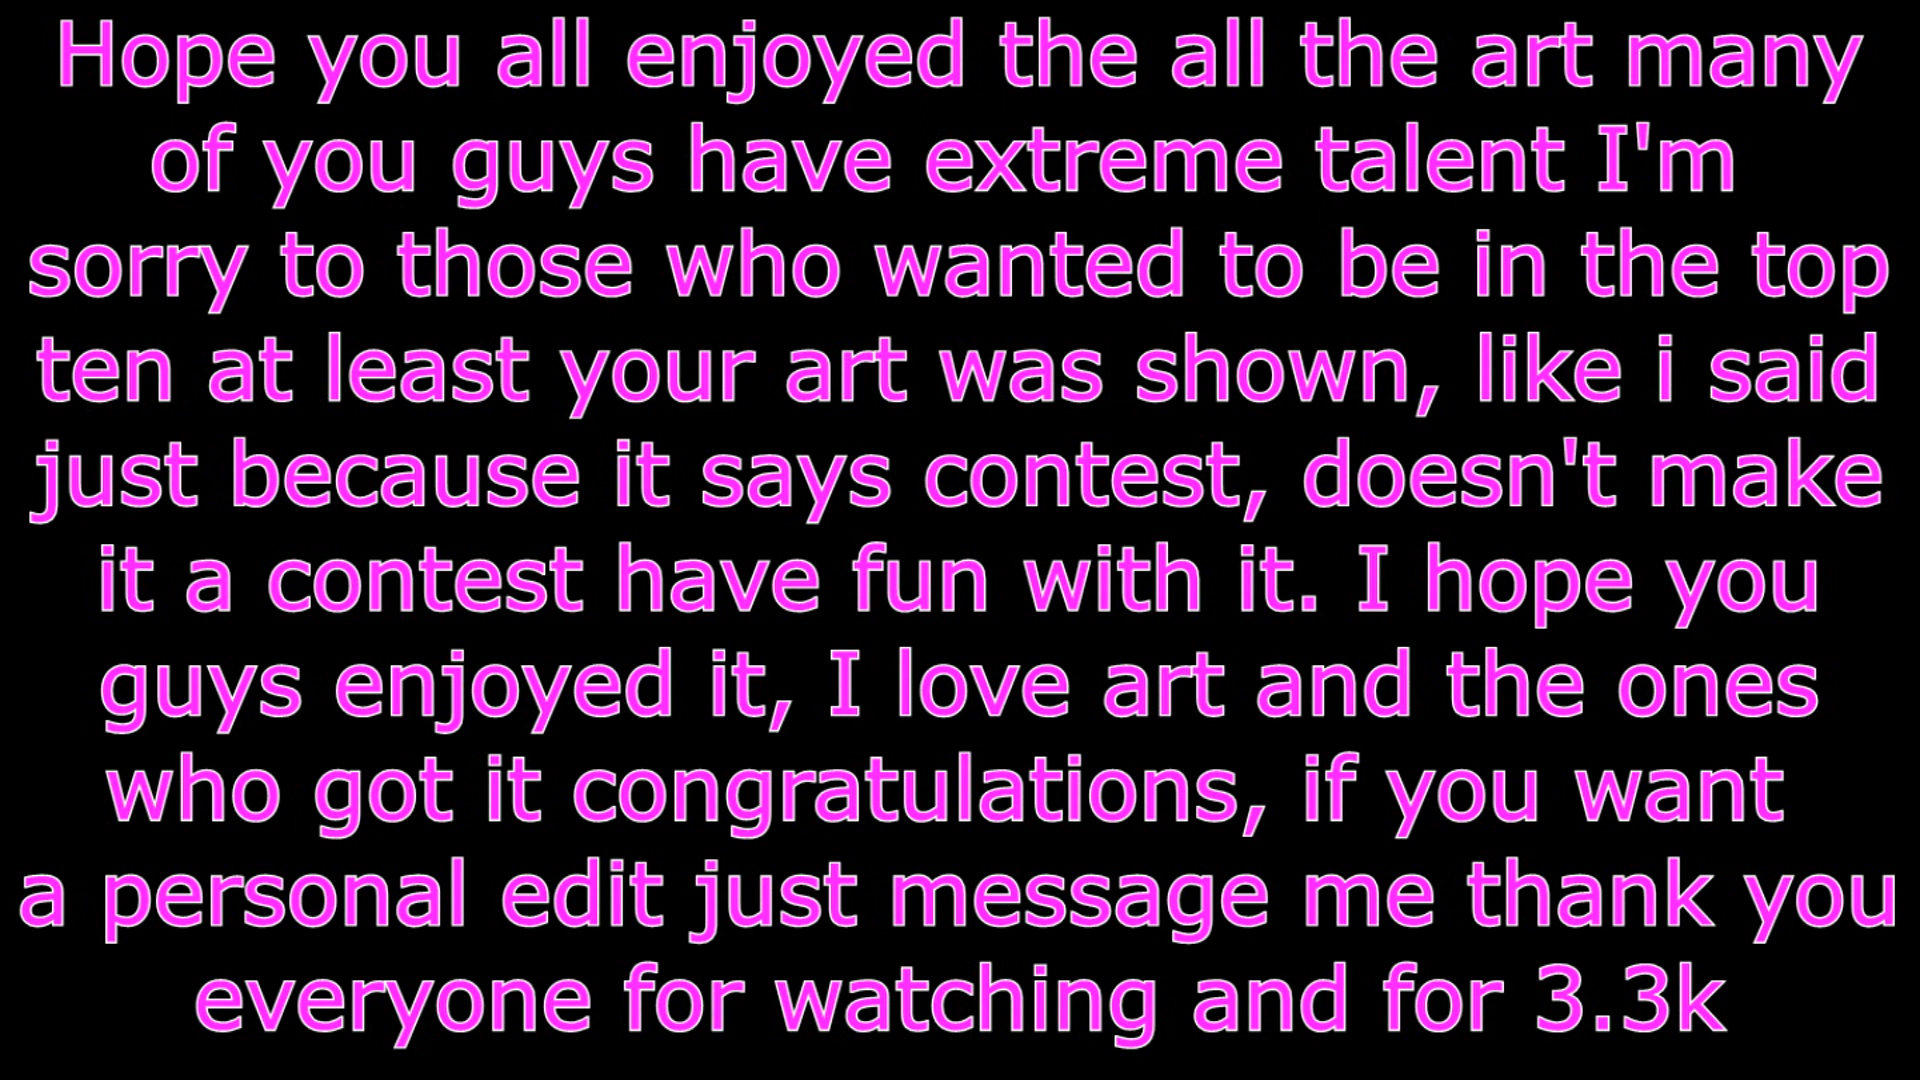 Hope you all enjoyed the all the art many
of you guys have extreme talent I'm
sorry to those who wanted to be in the top
ten at least your art was shown, like i said
just because it says contest, doesn't make
it a contest have fun with it. I hope you
guys enjoyed it, I love art and the ones
who got it congratulations, if you want
a personal edit just message me thank you
everyone for watching and for 3.3k